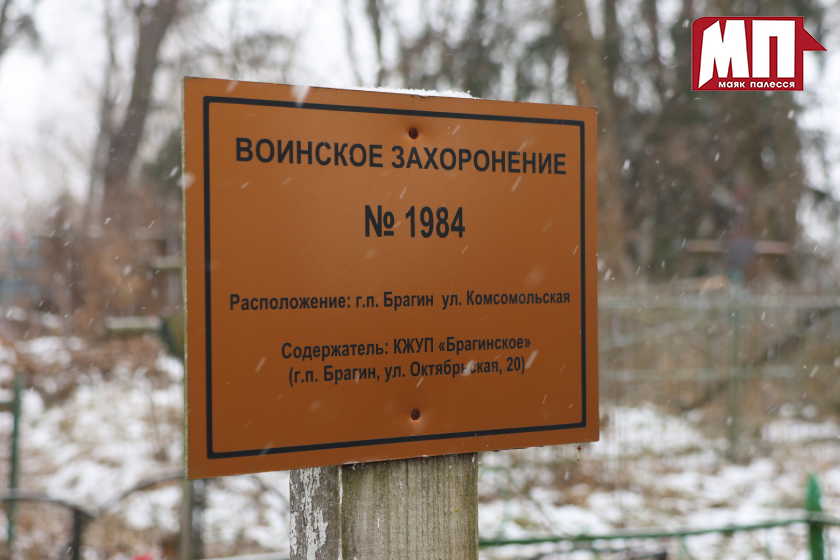 МП
МАЯК ПАЛЕССЯ
ВОИНСКОЕ ЗАХОРОНЕНИЕ
№ 1984
Расположение: г.п. Брагин ул. Комсомольская
Содержатель: КЖУП «Брагинское»
(г.п. Брагин, ул. Октябрьская, 20)